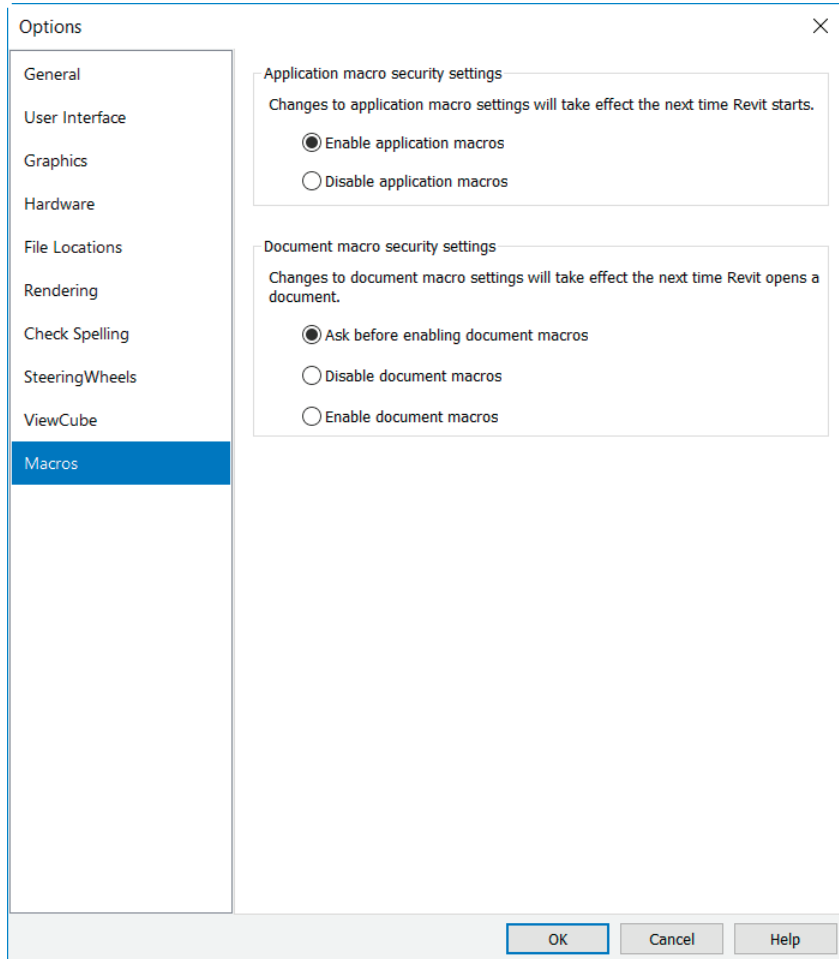 Options
General
User Interface
Graphics
Hardware
File Locations
Rendering
Check Spelling
SteeringWheels
ViewCube
Macros
Application macro security settings
Changes to application macro settings will take effect the next time Revit starts.
Enable application macros
Disable application macros
Document macro security settings
Changes to document macro settings will take effect the next time Revit opens a
document.
Ask before enabling document macros
Disable document macros
Enable document macros
OK
Cancel
Help